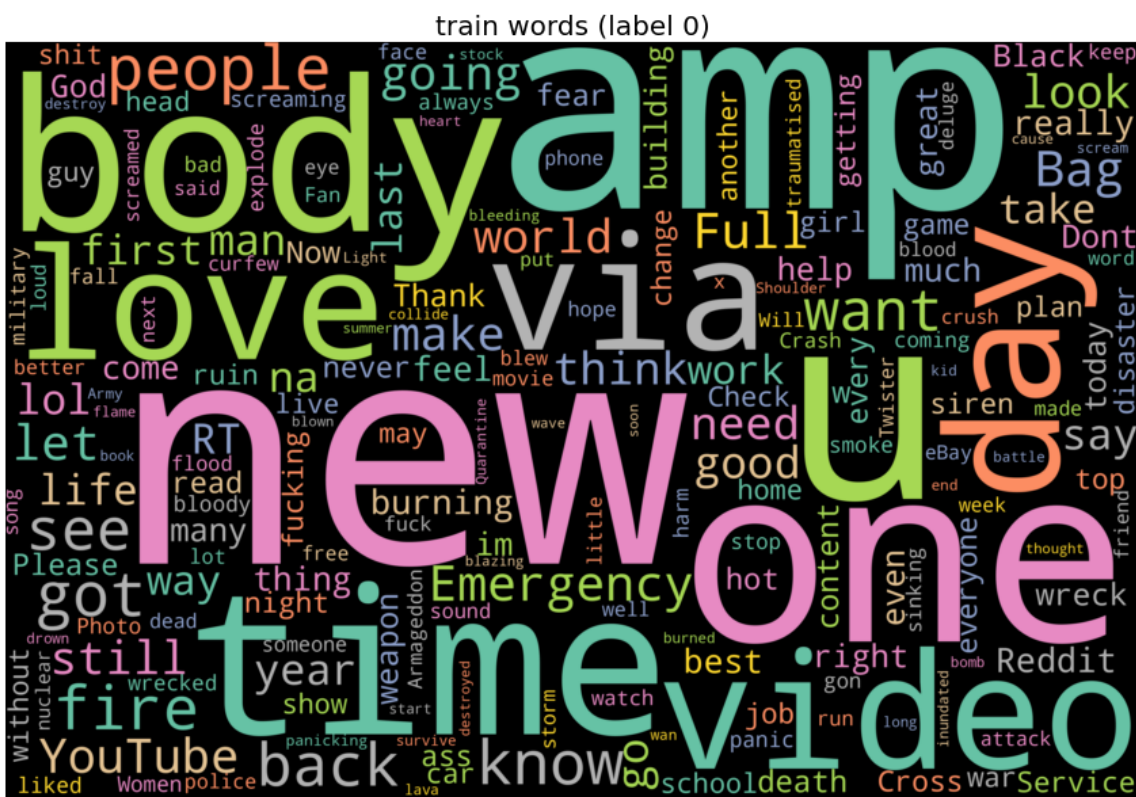 train words (label 0)
shit
people
God
destroy
head
screaming
face
stock
going
always
heart
fear
phone
building
another
traumatised
getting
great
deluge
Black
keep
look
really
cause
scream
Bag
take
Dont
word
body
amp
guy
screamed
bad
said
explode
eye
Fan
last
bleeding
world
put
change
Full
girl
game
blood
much
day
military
loud
fall
first
man
curfew
Now
Light
next
love
summer
Thank
collide
make
via
hope
x
Shoulder
help
Will
want
Crash
crush
plan
coming
today
disaster
better
come
ruin
na
never
feel
blew
movie
think
work
Check
w
every
Twister
kid
siren
made
say
lol
Army
flame
live
blown
let
book
RT
flood
read
bloody
many
fucking
may
new
Quarantine
wave
soon
need
good
u
smoke
eBay
battle
end
top
song
life
see
burning
fuck
little
harm
home
week
friend
Please
lot
free
im
blazing
stop
hot
one
content
even
sinking
everyone
thought
wreck
got
way
thing
night
Emergency
sound
well
Photo
dead
drown
still
someone
year
weapon
Armageddon
time
burned
best
right
gon
bomb
Reddit
without
nuclear
wrecked
fire
show
start
destroyed
storm
watch
video
job
run
long
inundated
attack
YouTube
panicking
back
survive
ass
car
know
go
wan
panic
liked
Women
police
lava
school
death
Cross
war
Service